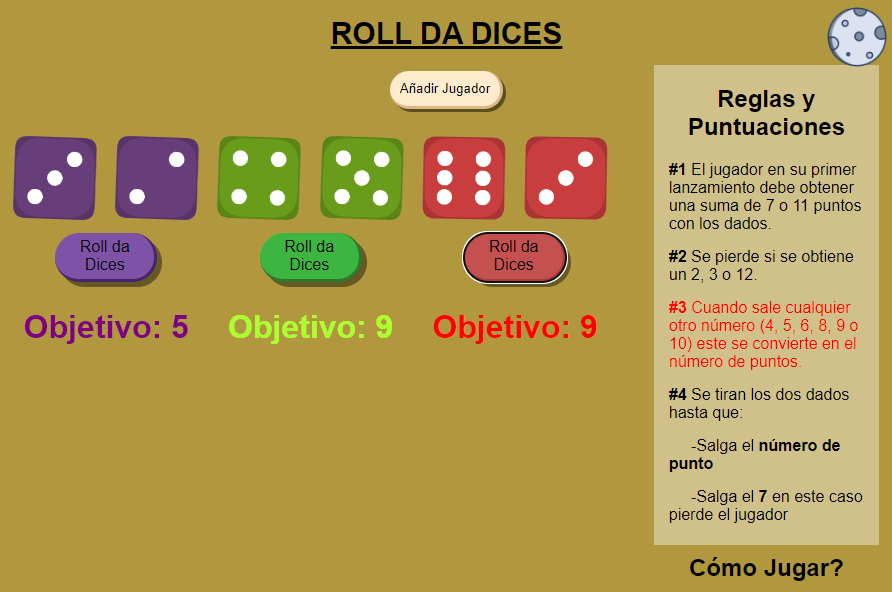 ROLL DA DICES
Añadir Jugador
Roll da
Dices
Roll da
Dices
Roll da
Dices
Objetivo: 5
Objetivo: 9
Objetivo: 9
Reglas y
Puntuaciones
#1 El jugador en su primer
lanzamiento debe obtener
una suma de 7 o 11 puntos
con los dados.
#2 Se pierde si se obtiene
un 2, 3 o 12.
#3 Cuando sale cualquier
otro número (4, 5, 6, 8, 9 o
10) este se convierte en el
número de puntos.
#4 Se tiran los dos dados
hasta que:
-Salga el número de
punto
-Salga el 7 en este caso
pierde el jugador
Cómo Jugar?